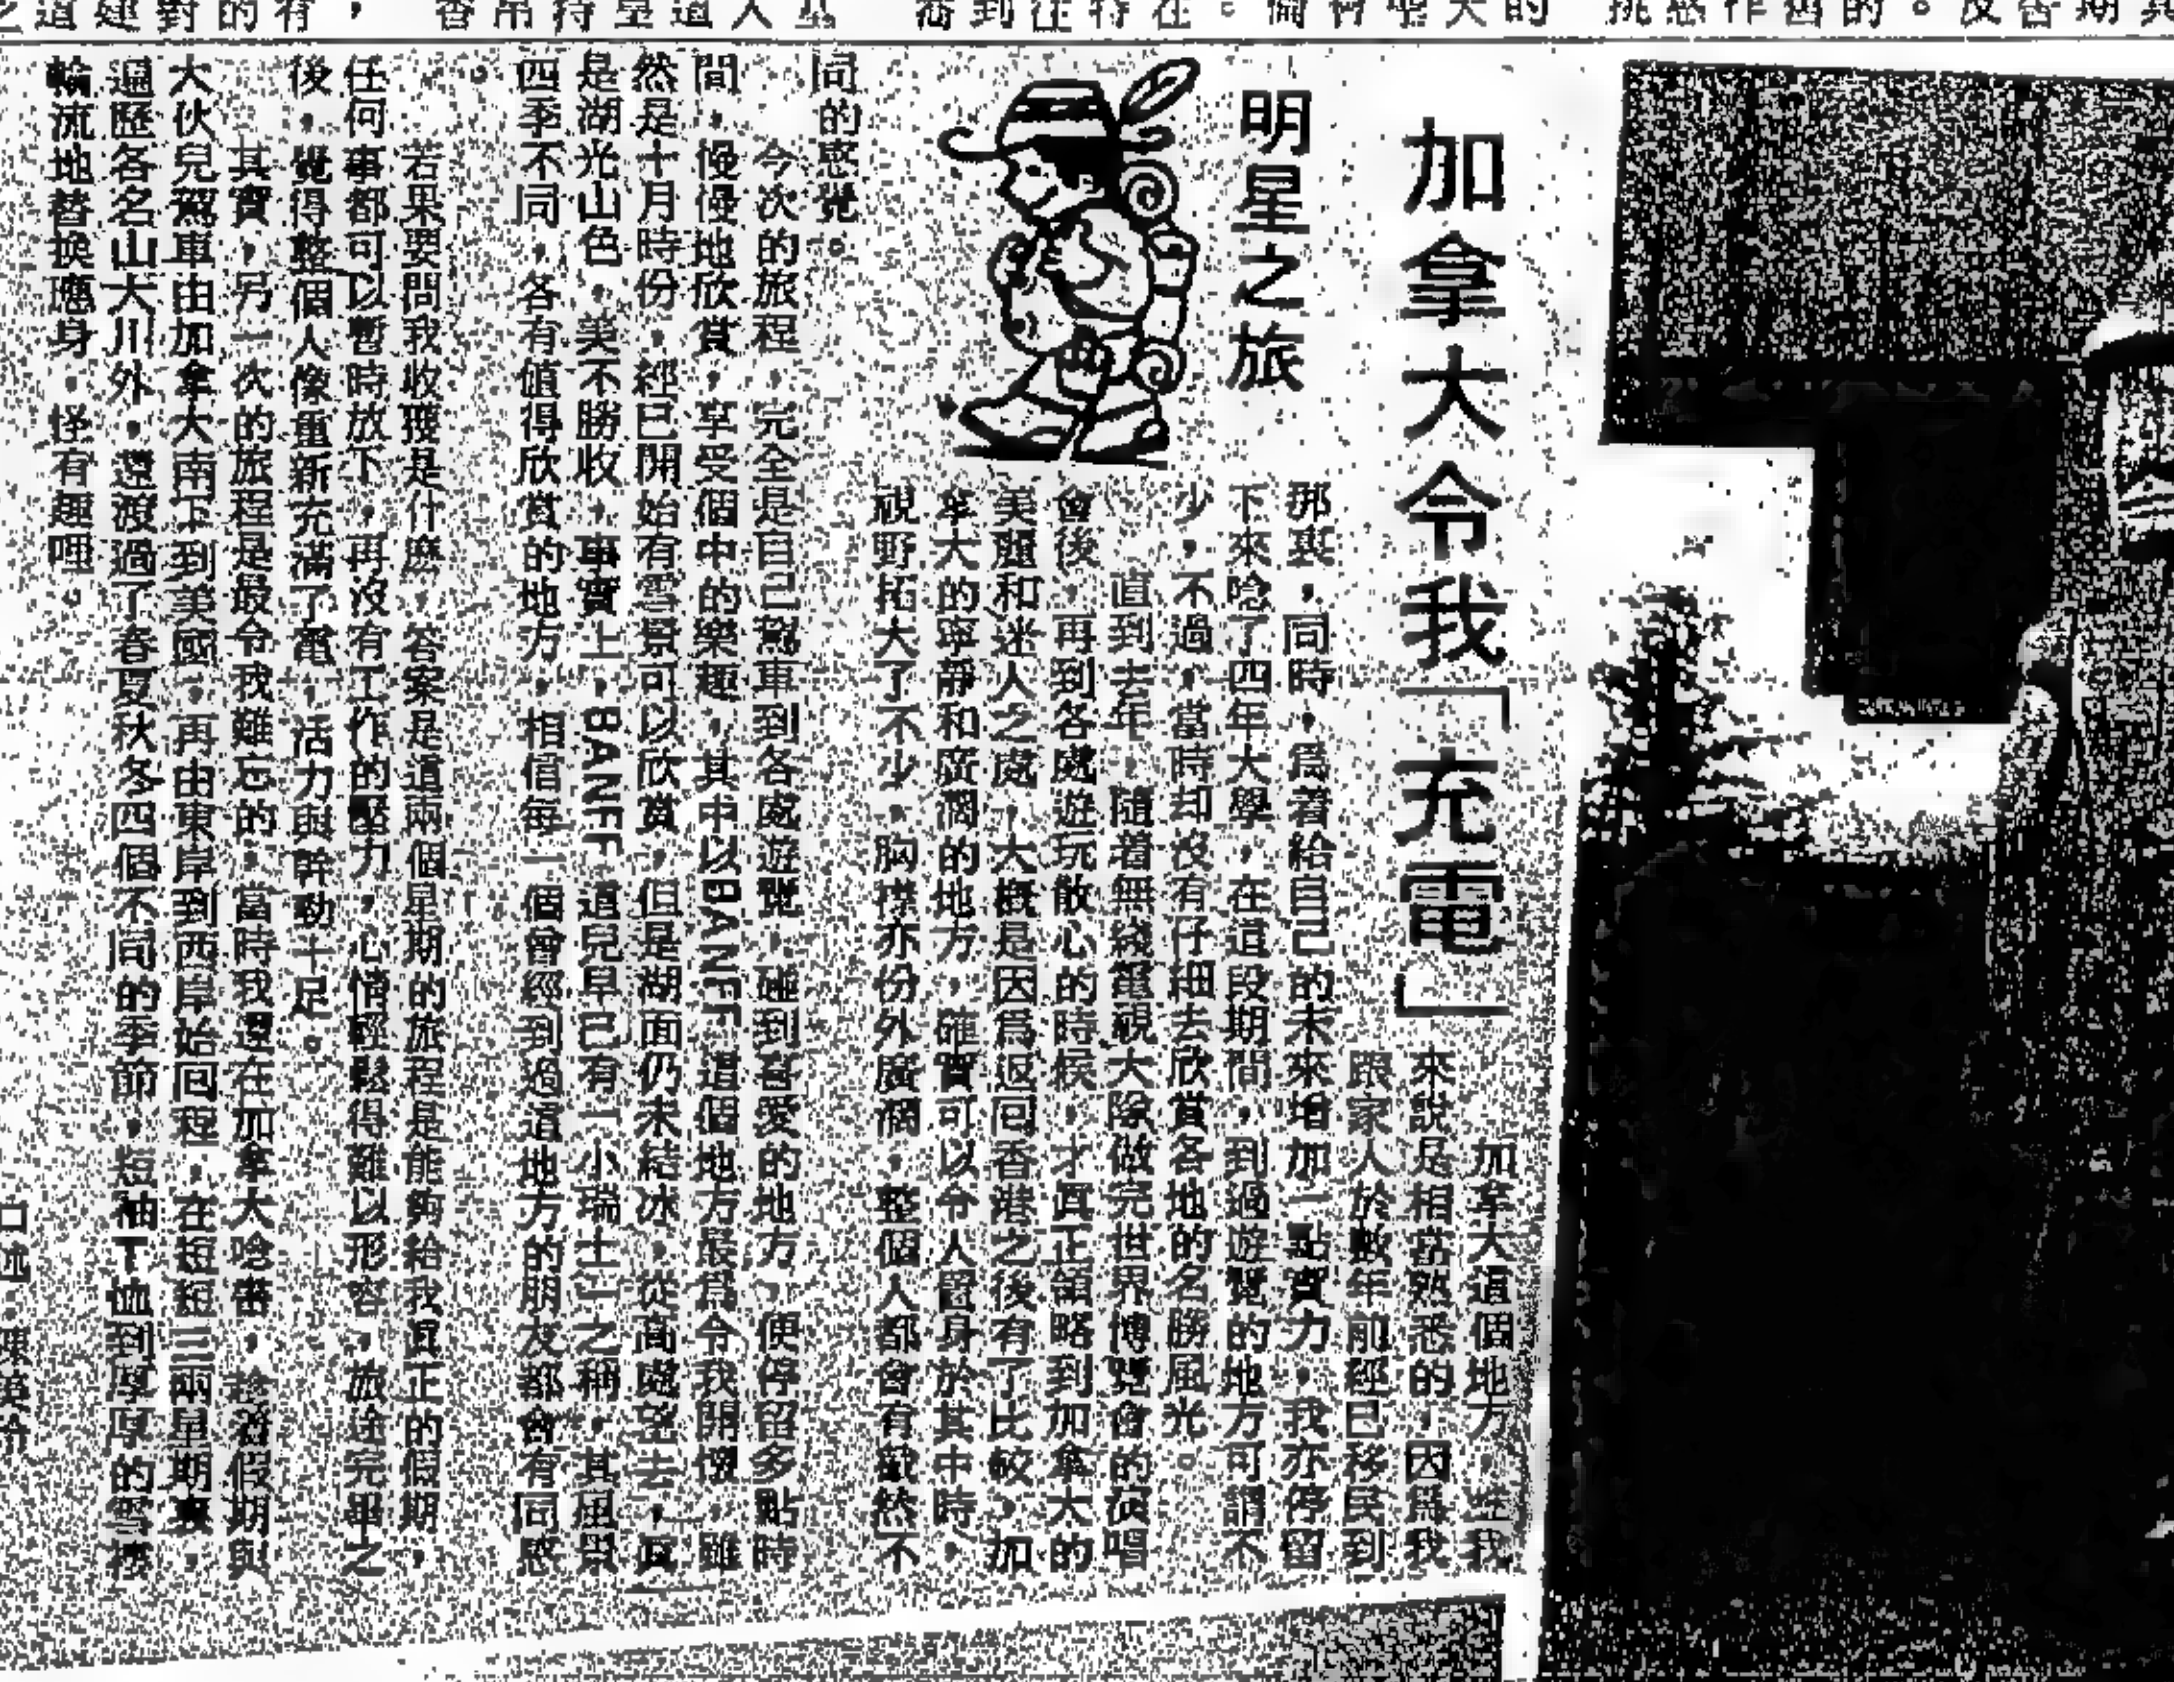 加拿大令我「充電」
明星之旅
加拿大這個地方，在我
來說是相當熟悉的，因為我
跟家人於數年前經已移民到
那裏，同時，為着給自己的未來增加一點實力，我亦停留
下來唸了四年大學，在這段期間，到過遊覽的地方可謂不
少，不過，當時却沒有仔細去欣賞各地的名勝風光。
直到去年，隨着無綫電視大隊做完世界博覽會的演唱
會後，再到各處遊玩散心的時候，才真正領略到加拿大的
美麗和迷人之處，大概是因為返回香港之後有了比較，加
拿大的寧靜和廣濶的地方，確實可以令人置身於其中時，
視野拓大了不少，胸襟亦份外廣濶，整個人都會有截然不
同的感覺。
今次的旅程，完全是自己駕車到各處遊覽，碰到喜愛的地方，便停留多點時
間，慢慢地欣賞，享受個中的樂趣，其中以BANFF這個地方最為令我開懷，雖
然是十月時份，經已開始有雪景可以欣賞，但是湖面仍未結冰，從高處望去，真
是湖光山色，美不勝收，事實上，BANFF這兒早已有「小瑞士」之稱，其風景
四季不同，各有值得欣賞的地方，相信每一個曾經到過這地方的朋友都會有同感
。
若果要問我收穫是什麼，答案是這兩個星期的旅程是能夠給我真正的假期，
任何事都可以暫時放下，再沒有工作的壓力，心情輕鬆得難以形容，旅途完畢之
後，覺得整個人像重新充滿了電，活力與幹勁十足。
其實，另一次的旅程是最令我難忘的，當時我還在加拿大唸書，趁着假期與
大伙兒駕車由加拿大南下到美國，再由東岸到西岸始回程，在短短三兩星期裏，
遍歷各名山大川外，還渡過了春夏秋冬四個不同的季節，短袖T恤到厚厚的雪褸
輪流地替換應身，怪有趣哩。